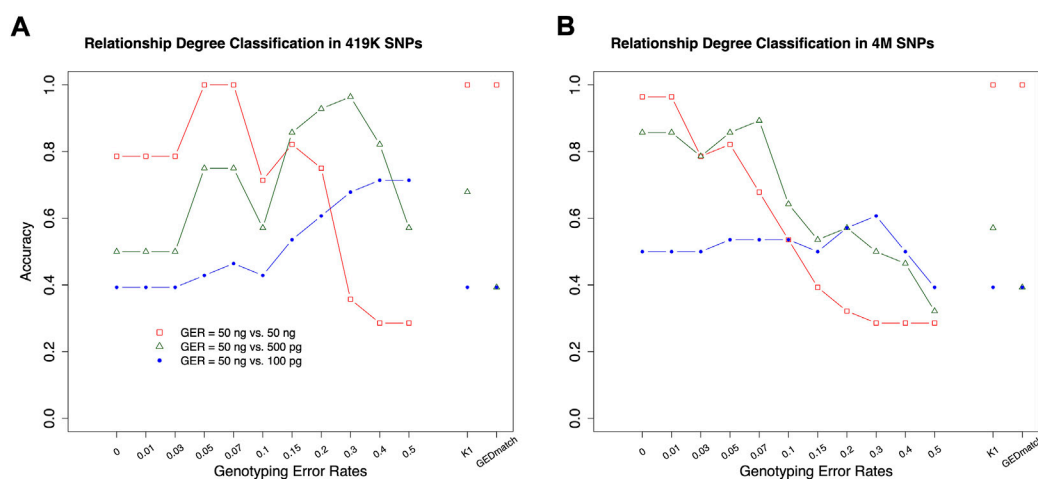 A
Relationship Degree Classification in 419K SNPs
Accuracy
1.0
0.8
0.6
0.4
0.2
0.0
GER = 50 ng vs. 50 ng
GER = 50 ng vs. 500 pg
GER = 50 ng vs. 100 pg
0 0.01 0.03 0.05 0.07 0.1 0.15 0.2 0.3 0.4 0.5 K1 GEDmatch
Genotyping Error Rates
B
Relationship Degree Classification in 4M SNPs
1.0
0.8
0.6
0.4
0.2
0.0
0 0.01 0.03 0.05 0.07 0.1 0.15 0.2 0.3 0.4 0.5 K1 GEDmatch
Genotyping Error Rates